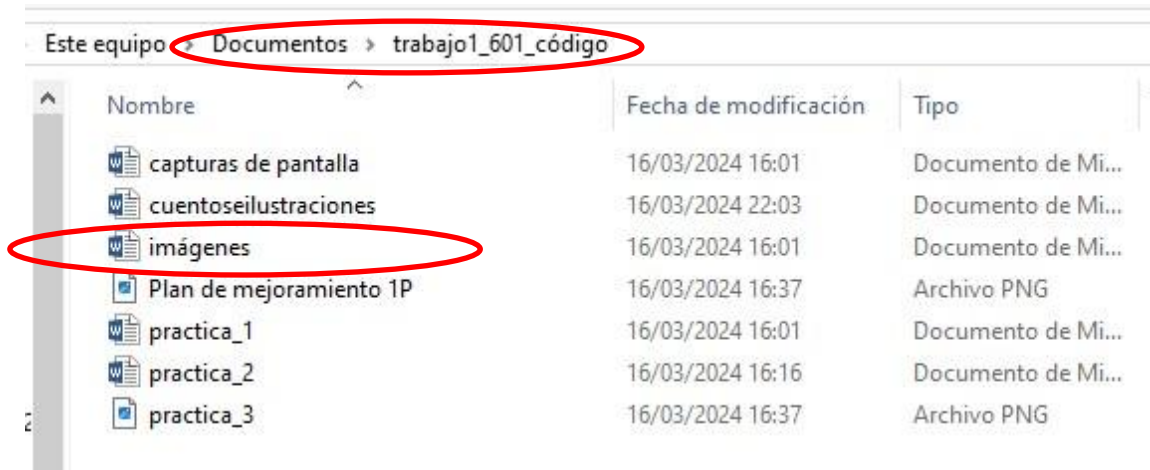 Este equipo > Documentos > trabajo1_601_código
Nombre Fecha de modificación Tipo
capturas de pantalla 16/03/2024 16:01 Documento de Mi...
cuentoseilustraciones 16/03/2024 22:03 Documento de Mi...
imágenes 16/03/2024 16:01 Documento de Mi...
Plan de mejoramiento 1P 16/03/2024 16:37 Archivo PNG
practica_1 16/03/2024 16:01 Documento de Mi...
practica_2 16/03/2024 16:16 Documento de Mi...
practica_3 16/03/2024 16:37 Archivo PNG